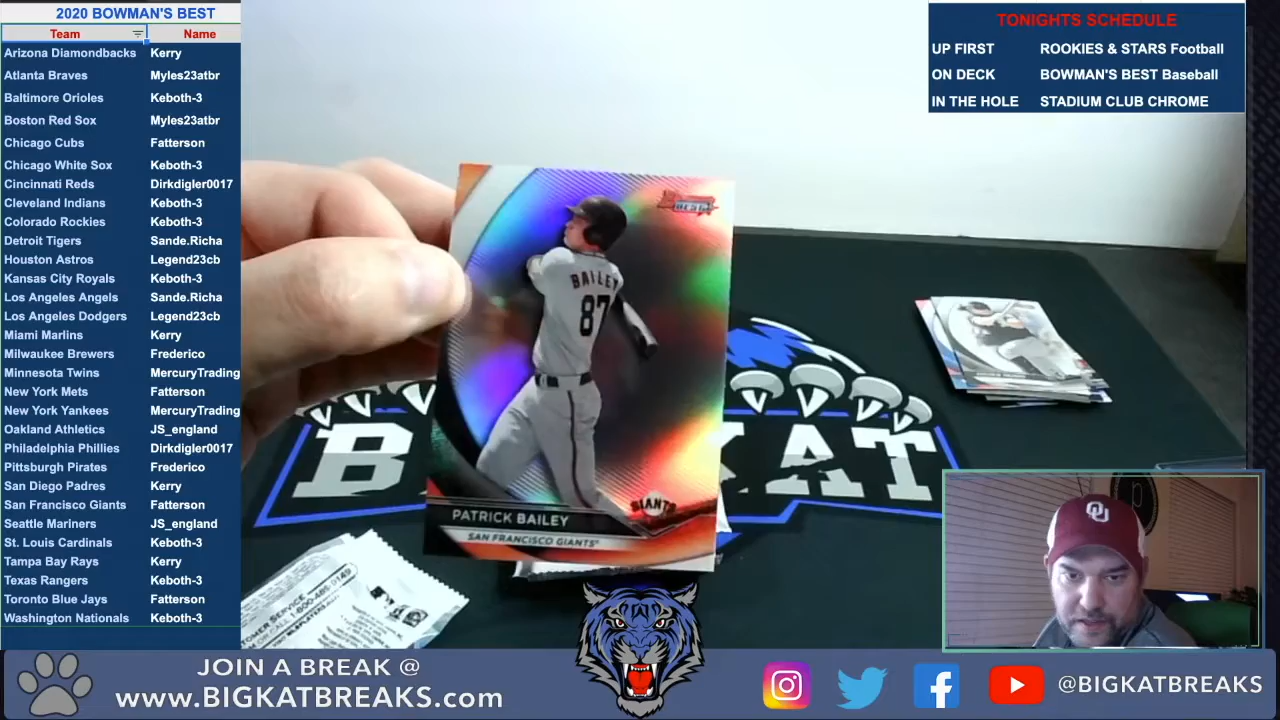 2020 BOWMAN'S BEST
Team Name
Arizona Diamondbacks Kerry
Atlanta Braves Myles23atbr
Baltimore Orioles Keboth-3
Boston Red Sox Myles23atbr
Chicago Cubs Fatterson
Chicago White Sox Keboth-3
Cincinnati Reds Dirkdigler0017
Cleveland Indians Keboth-3
Colorado Rockies Keboth-3
Detroit Tigers Sande.Richa
Houston Astros Legend23cb
Kansas City Royals Keboth-3
Los Angeles Angels Sande.Richa
Los Angeles Dodgers Legend23cb
Miami Marlins Kerry
Milwaukee Brewers Frederico
Minnesota Twins MercuryTrading
New York Mets Fatterson
New York Yankees MercuryTrading
Oakland Athletics JS_england
Philadelphia Phillies Dirkdigler0017
Pittsburgh Pirates Frederico
San Diego Padres Kerry
San Francisco Giants Fatterson
Seattle Mariners JS_england
St. Louis Cardinals Keboth-3
Tampa Bay Rays Kerry
Texas Rangers Keboth-3
Toronto Blue Jays Fatterson
Washington Nationals Keboth-3
TONIGHTS SCHEDULE
UP FIRST ROOKIES & STARS Football
ON DECK BOWMAN'S BEST Baseball
IN THE HOLE STADIUM CLUB CHROME
BEST
BAILEY
87
GIANTS
PATRICK BAILEY
SAN FRANCISCO GIANTS
KAT
OU
JOIN A BREAK @
www.BIGKATBREAKS.com
@BIGKATBREAKS